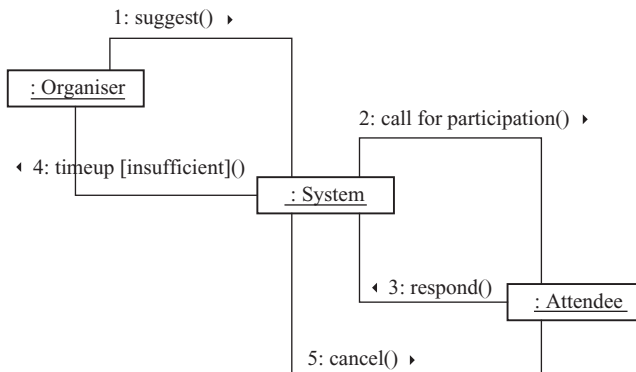 1: suggest()
: Organiser
2: call for participation()
4: timeup [insufficient]()
: System
3: respond()
: Attendee
5: cancel()